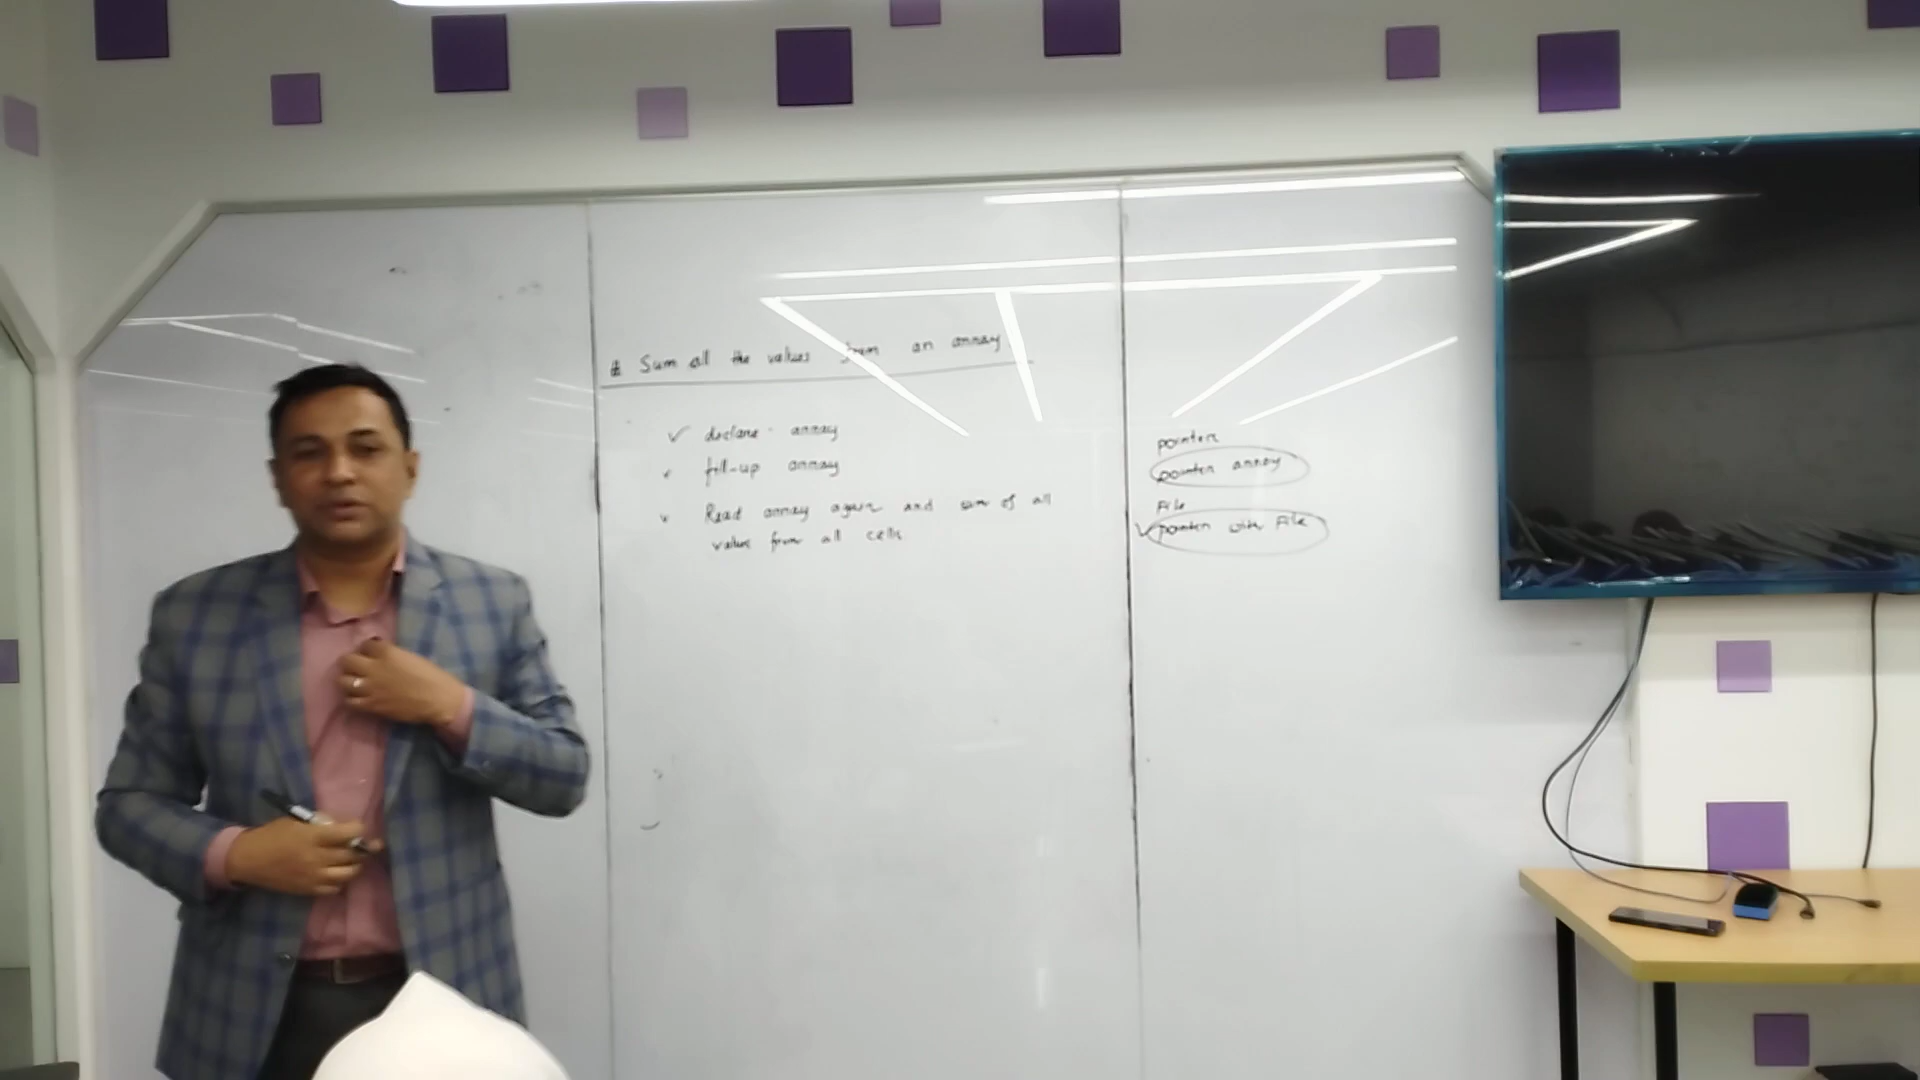 # Sum all the values from an array
✓ declare array
✓ fill-up array
✓ Read array again and sum of all
values from all cells
pointer
pointer array
File
✓ pointer with File